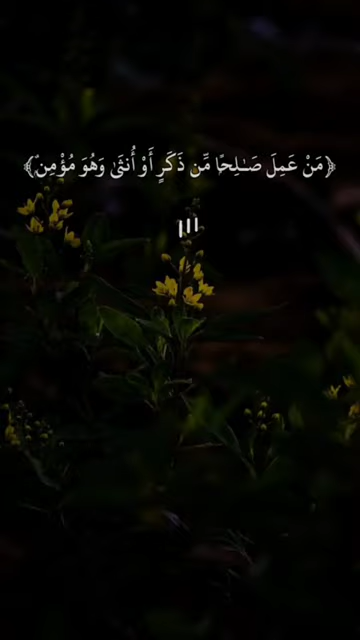 ﴿مَنْ عَمِلَ صَـٰلِحًا مِّن ذَكَرٍ أَوْ أُنثَىٰ وَهُوَ مُؤْمِنٌ﴾